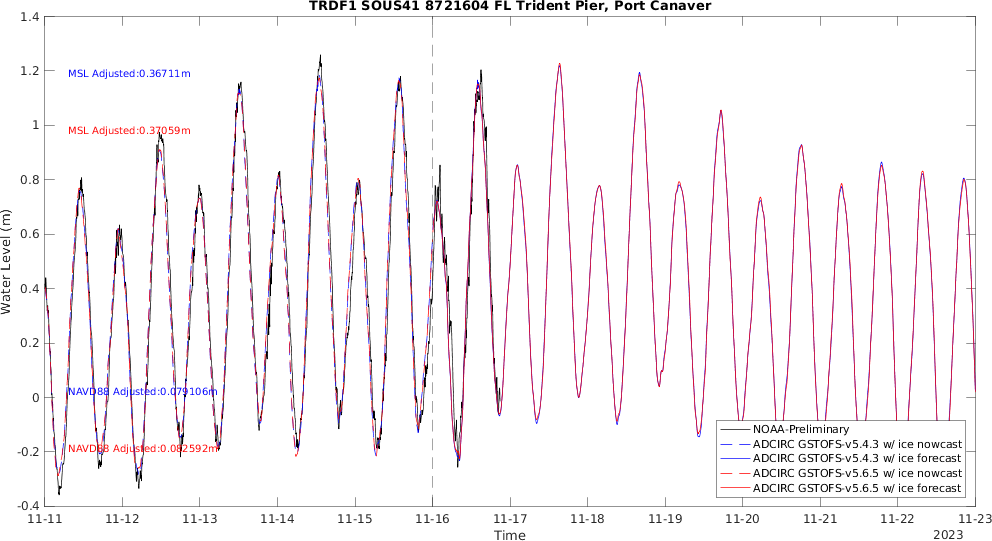 TRDF1 SOUS41 8721604 FL Trident Pier, Port Canaver
1.4
1.2
1
0.8
0.6
0.4
0.2
0
-0.2
-0.4
Water Level (m)
MSL Adjusted:0.36711m
MSL Adjusted:0.37059m
NAVD88 Adjusted:0.079106m
NAVD88 Adjusted:0.082592m
NOAA-Preliminary
ADCIRC GSTOFS-v5.4.3 w/ ice nowcast
ADCIRC GSTOFS-v5.4.3 w/ ice forecast
ADCIRC GSTOFS-v5.6.5 w/ ice nowcast
ADCIRC GSTOFS-v5.6.5 w/ ice forecast
11-11 11-12 11-13 11-14 11-15 11-16 11-17 11-18 11-19 11-20 11-21 11-22 11-23
Time
2023